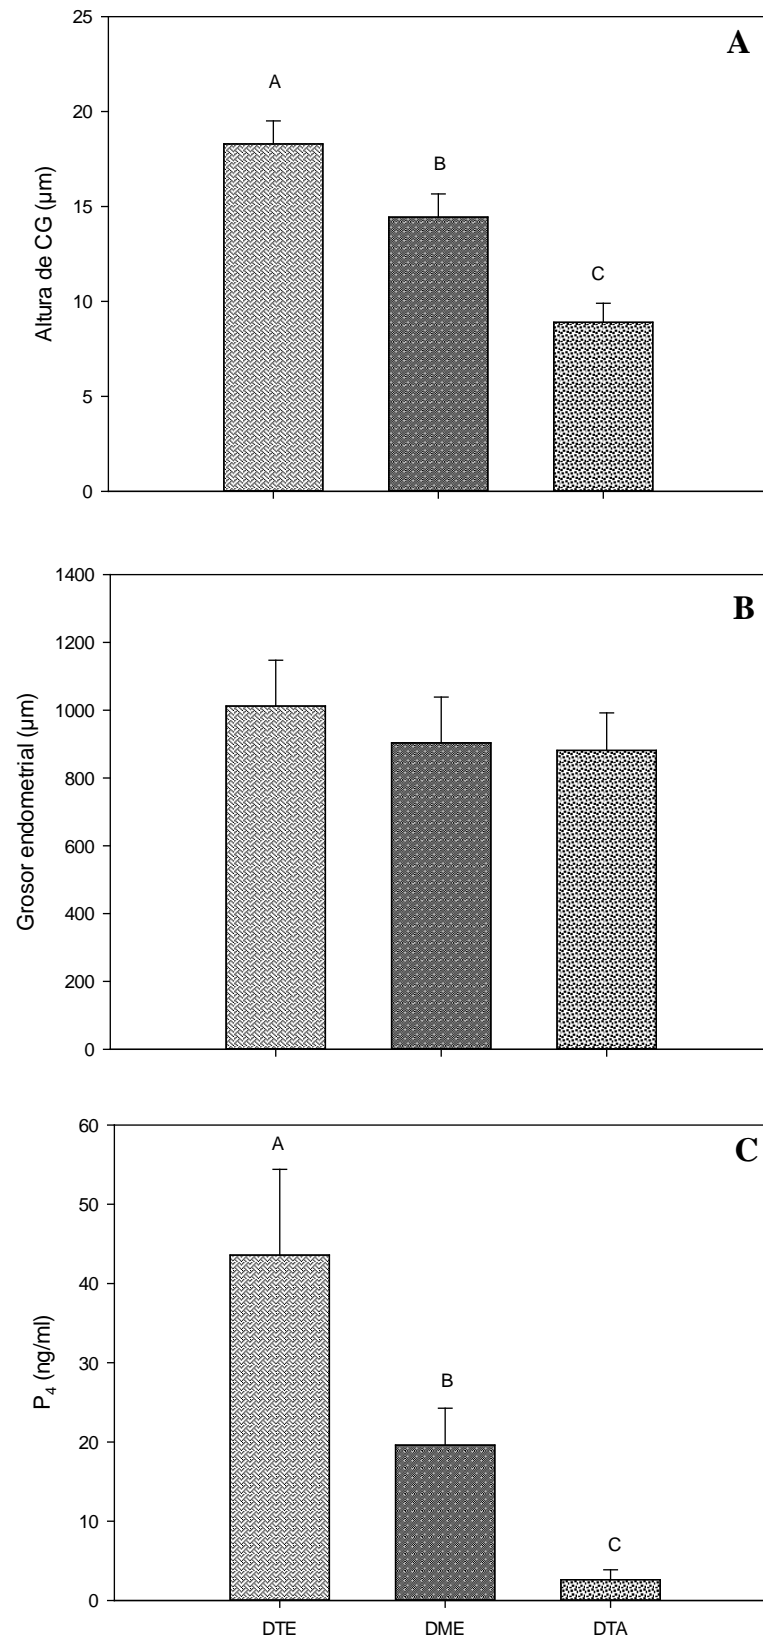 A
25
20
15
10
5
0
Altura de CG (µm)
A
B
C
B
1400
1200
1000
800
600
400
200
0
Grosor endometrial (µm)
C
60
50
40
30
20
10
0
P4 (ng/ml)
A
B
C
DTE DME DTA